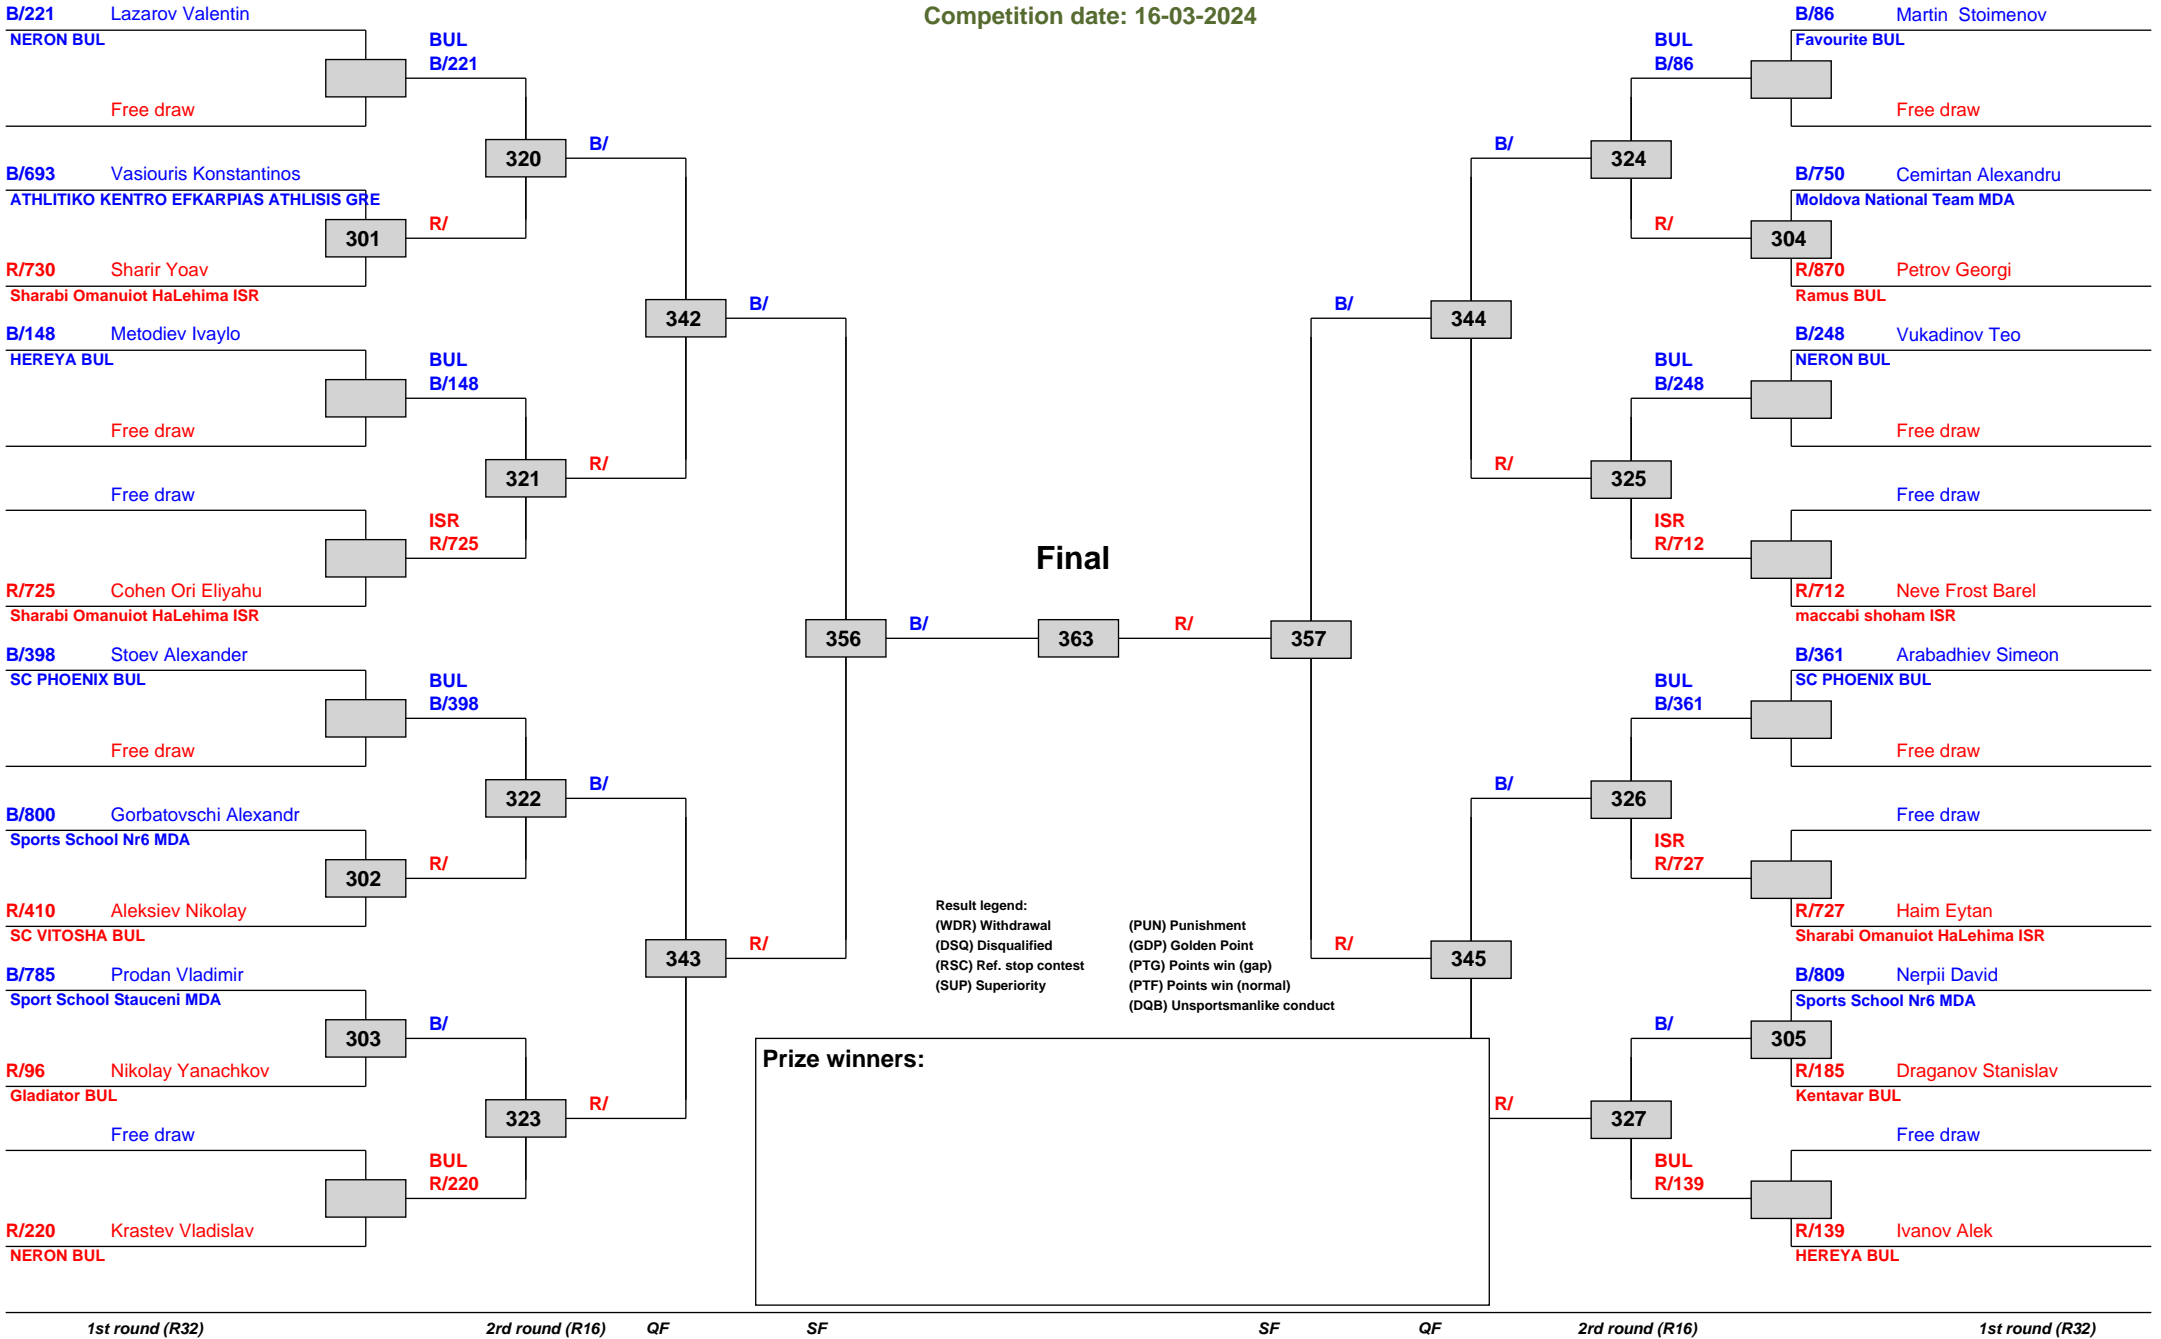 Competition date: 16-03-2024
B/221 Lazarov Valentin
NERON BUL
BUL
B/221
Free draw
320
B/
B/693 Vasiouris Konstantinos
ATHLITIKO KENTRO EFKARPIAS ATHLISIS GRE
301
R/
R/730 Sharir Yoav
Sharabi Omanuiot HaLehima ISR
342
B/
B/148 Metodiev Ivaylo
HEREYA BUL
BUL
B/148
Free draw
321
R/
Free draw
ISR
R/725
R/725 Cohen Ori Eliyahu
Sharabi Omanuiot HaLehima ISR
356
B/
B/398 Stoev Alexander
SC PHOENIX BUL
BUL
B/398
Free draw
322
B/
B/800 Gorbatovschi Alexandr
Sports School Nr6 MDA
302
R/
R/410 Aleksiev Nikolay
SC VITOSHA BUL
343
R/
B/785 Prodan Vladimir
Sport School Stauceni MDA
303
B/
R/96 Nikolay Yanachkov
Gladiator BUL
323
R/
Free draw
BUL
R/220
R/220 Krastev Vladislav
NERON BUL
Final
363
R/
357
B/86 Martin  Stoimenov
Favourite BUL
BUL
B/86
Free draw
B/
324
B/750 Cemirtan Alexandru
Moldova National Team MDA
R/
304
R/870 Petrov Georgi
Ramus BUL
B/
344
B/248 Vukadinov Teo
NERON BUL
BUL
B/248
Free draw
R/
325
Free draw
ISR
R/712
R/712 Neve Frost Barel
maccabi shoham ISR
B/361 Arabadhiev Simeon
SC PHOENIX BUL
BUL
B/361
Free draw
B/
326
Free draw
ISR
R/727
R/727 Haim Eytan
Sharabi Omanuiot HaLehima ISR
R/
345
B/809 Nerpii David
Sports School Nr6 MDA
B/
305
R/185 Draganov Stanislav
Kentavar BUL
R/
327
Free draw
BUL
R/139
R/139 Ivanov Alek
HEREYA BUL
Result legend:
(WDR) Withdrawal (PUN) Punishment
(DSQ) Disqualified (GDP) Golden Point
(RSC) Ref. stop contest (PTG) Points win (gap)
(SUP) Superiority (PTF) Points win (normal)
(DQB) Unsportsmanlike conduct
Prize winners:
1st round (R32) 2rd round (R16) QF SF SF QF 2rd round (R16) 1st round (R32)